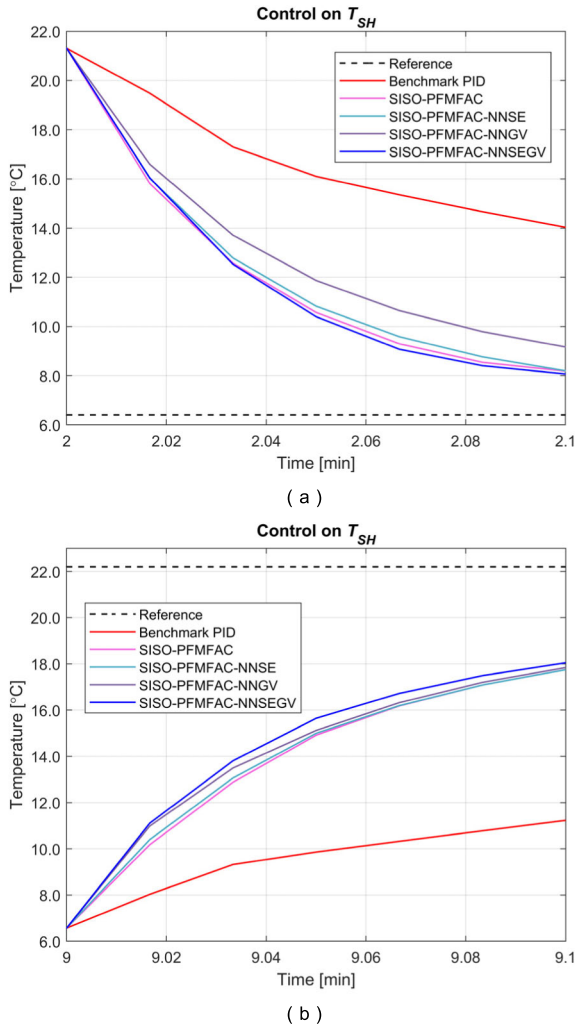 Control on T_SH
22.0
20.0
18.0
16.0
14.0
12.0
10.0
8.0
6.0
Temperature [°C]
Reference
Benchmark PID
SISO-PFMFAC
SISO-PFMFAC-NNSE
SISO-PFMFAC-NNGV
SISO-PFMFAC-NNSEGV
2 2.02 2.04 2.06 2.08 2.1
Time [min]
( a )
Control on T_SH
22.0
20.0
18.0
16.0
14.0
12.0
10.0
8.0
6.0
Temperature [°C]
Reference
Benchmark PID
SISO-PFMFAC
SISO-PFMFAC-NNSE
SISO-PFMFAC-NNGV
SISO-PFMFAC-NNSEGV
9 9.02 9.04 9.06 9.08 9.1
Time [min]
( b )